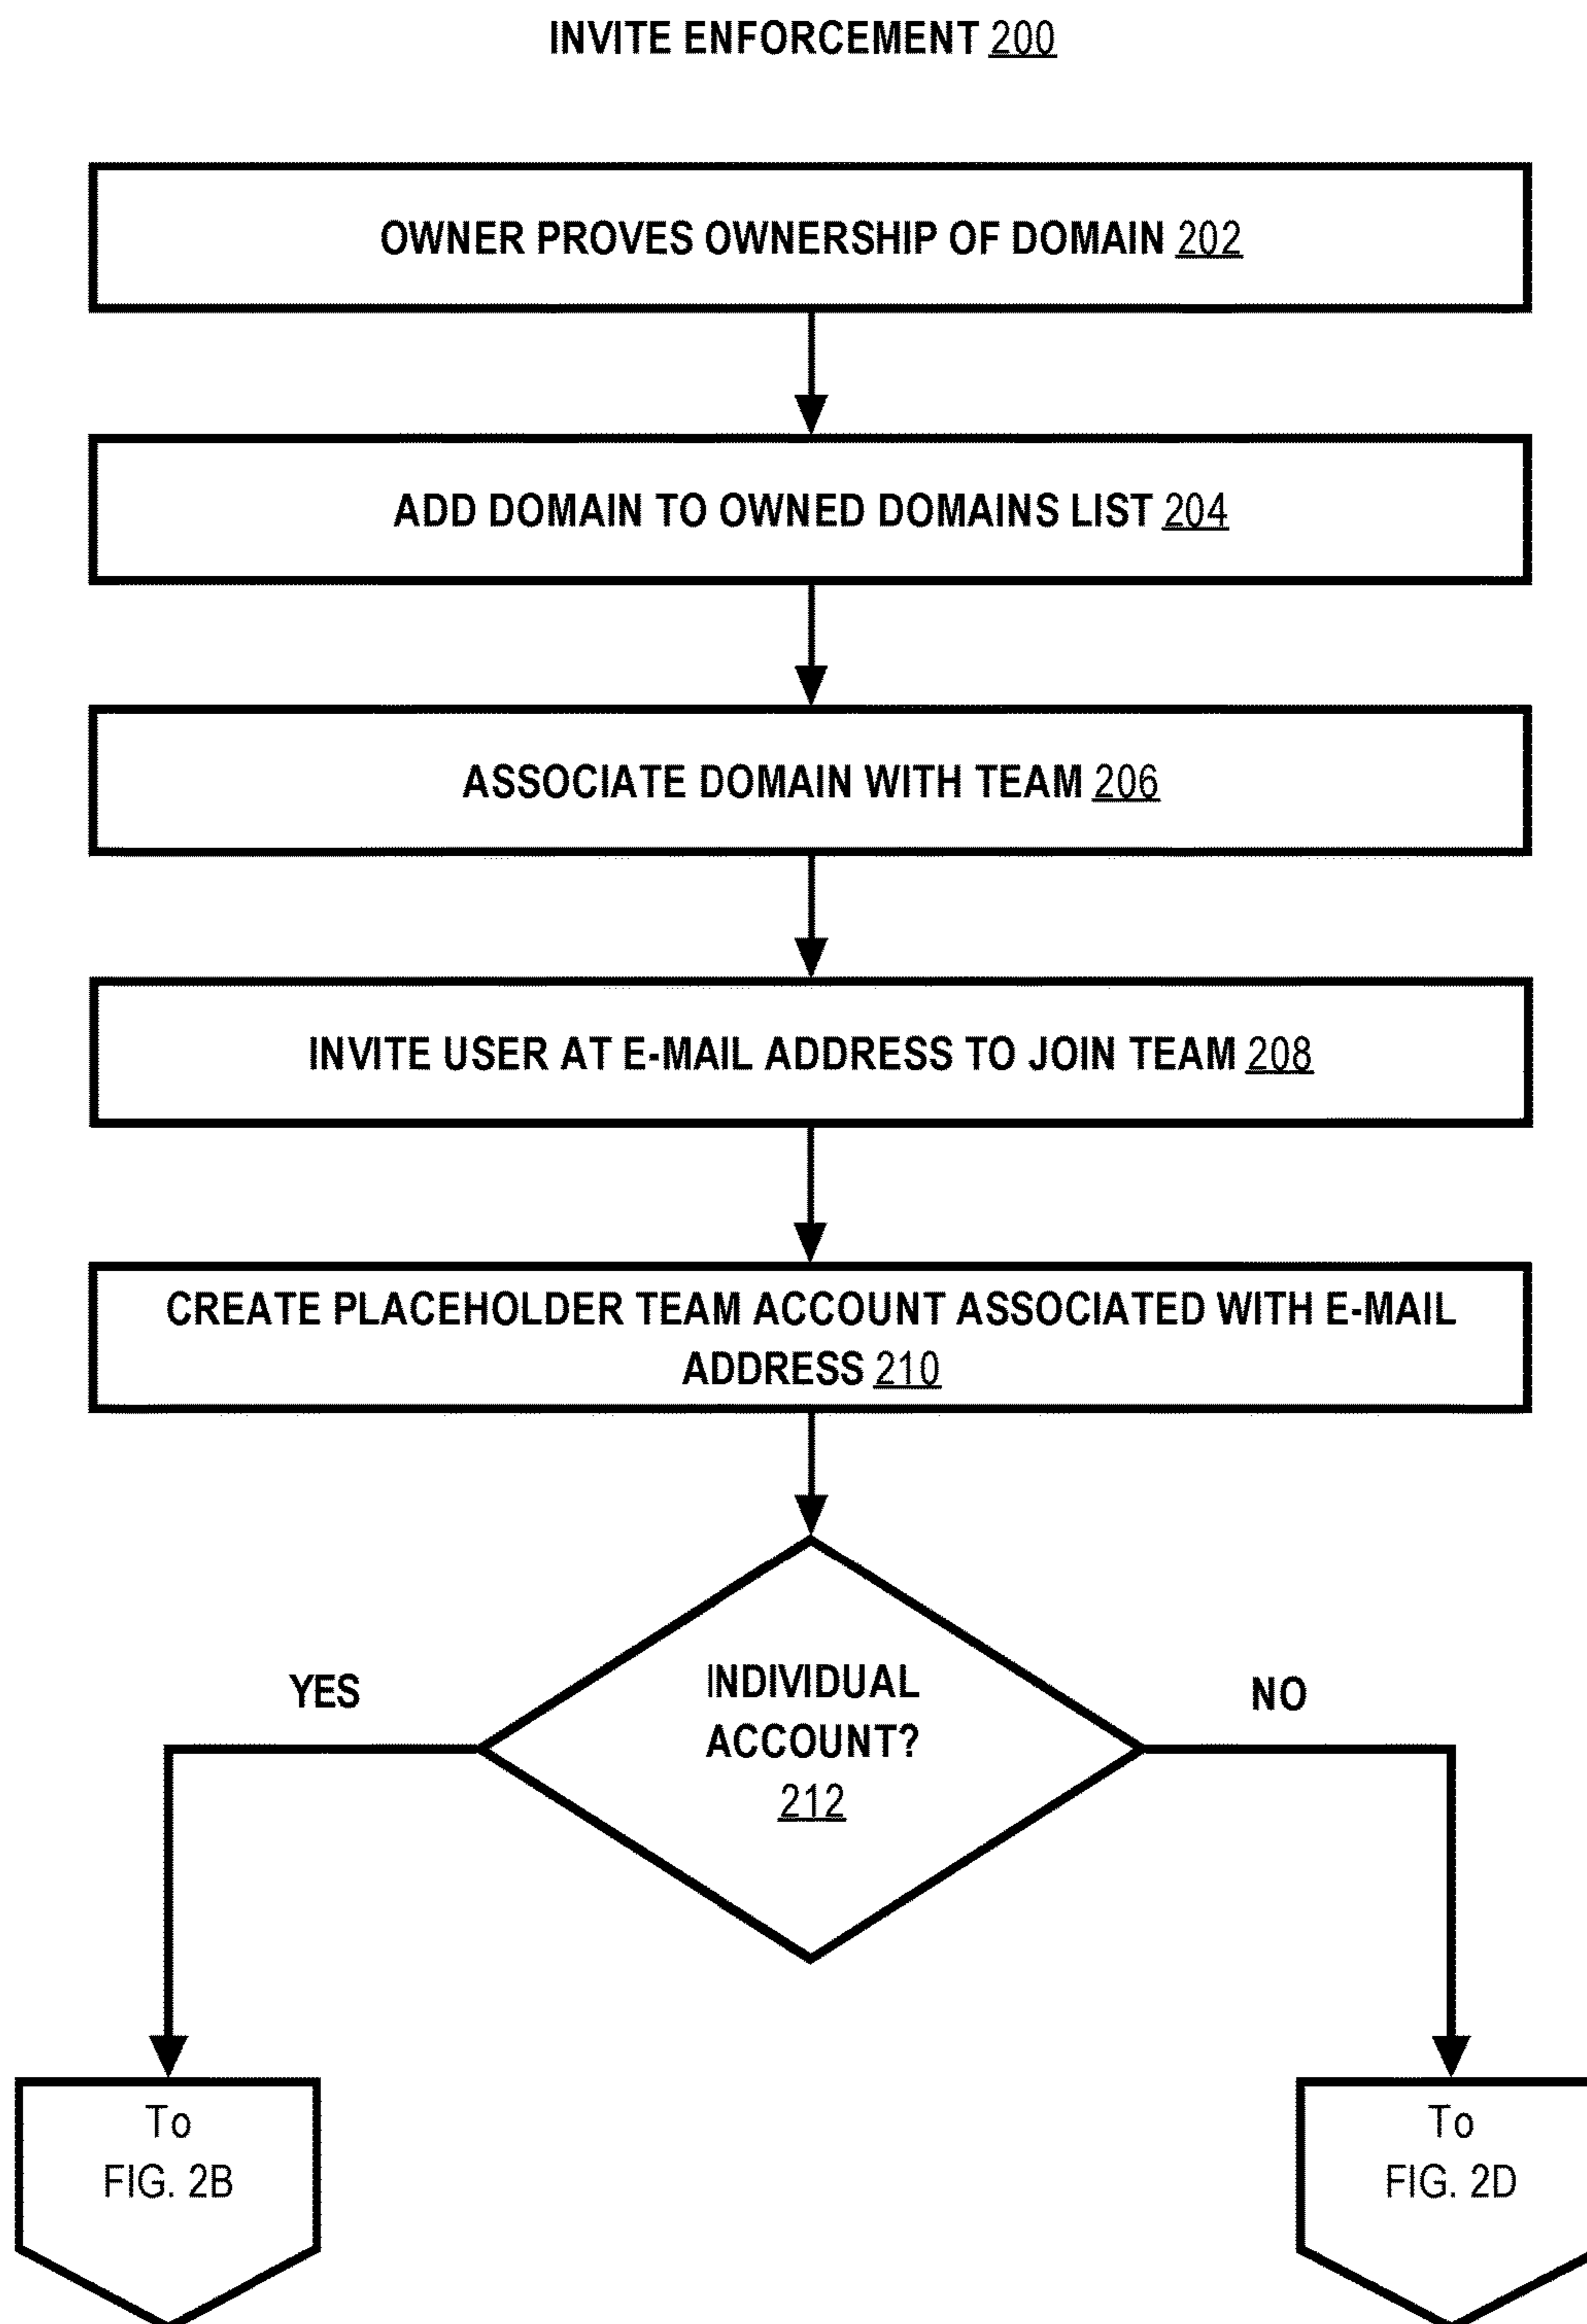 INVITE ENFORCEMENT 200
OWNER PROVES OWNERSHIP OF DOMAIN 202
ADD DOMAIN TO OWNED DOMAINS LIST 204
ASSOCIATE DOMAIN WITH TEAM 206
INVITE USER AT E-MAIL ADDRESS TO JOIN TEAM 208
CREATE PLACEHOLDER TEAM ACCOUNT ASSOCIATED WITH E-MAIL
ADDRESS 210
INDIVIDUAL
ACCOUNT?
212
YES
NO
To
FIG. 2B
To
FIG. 2D